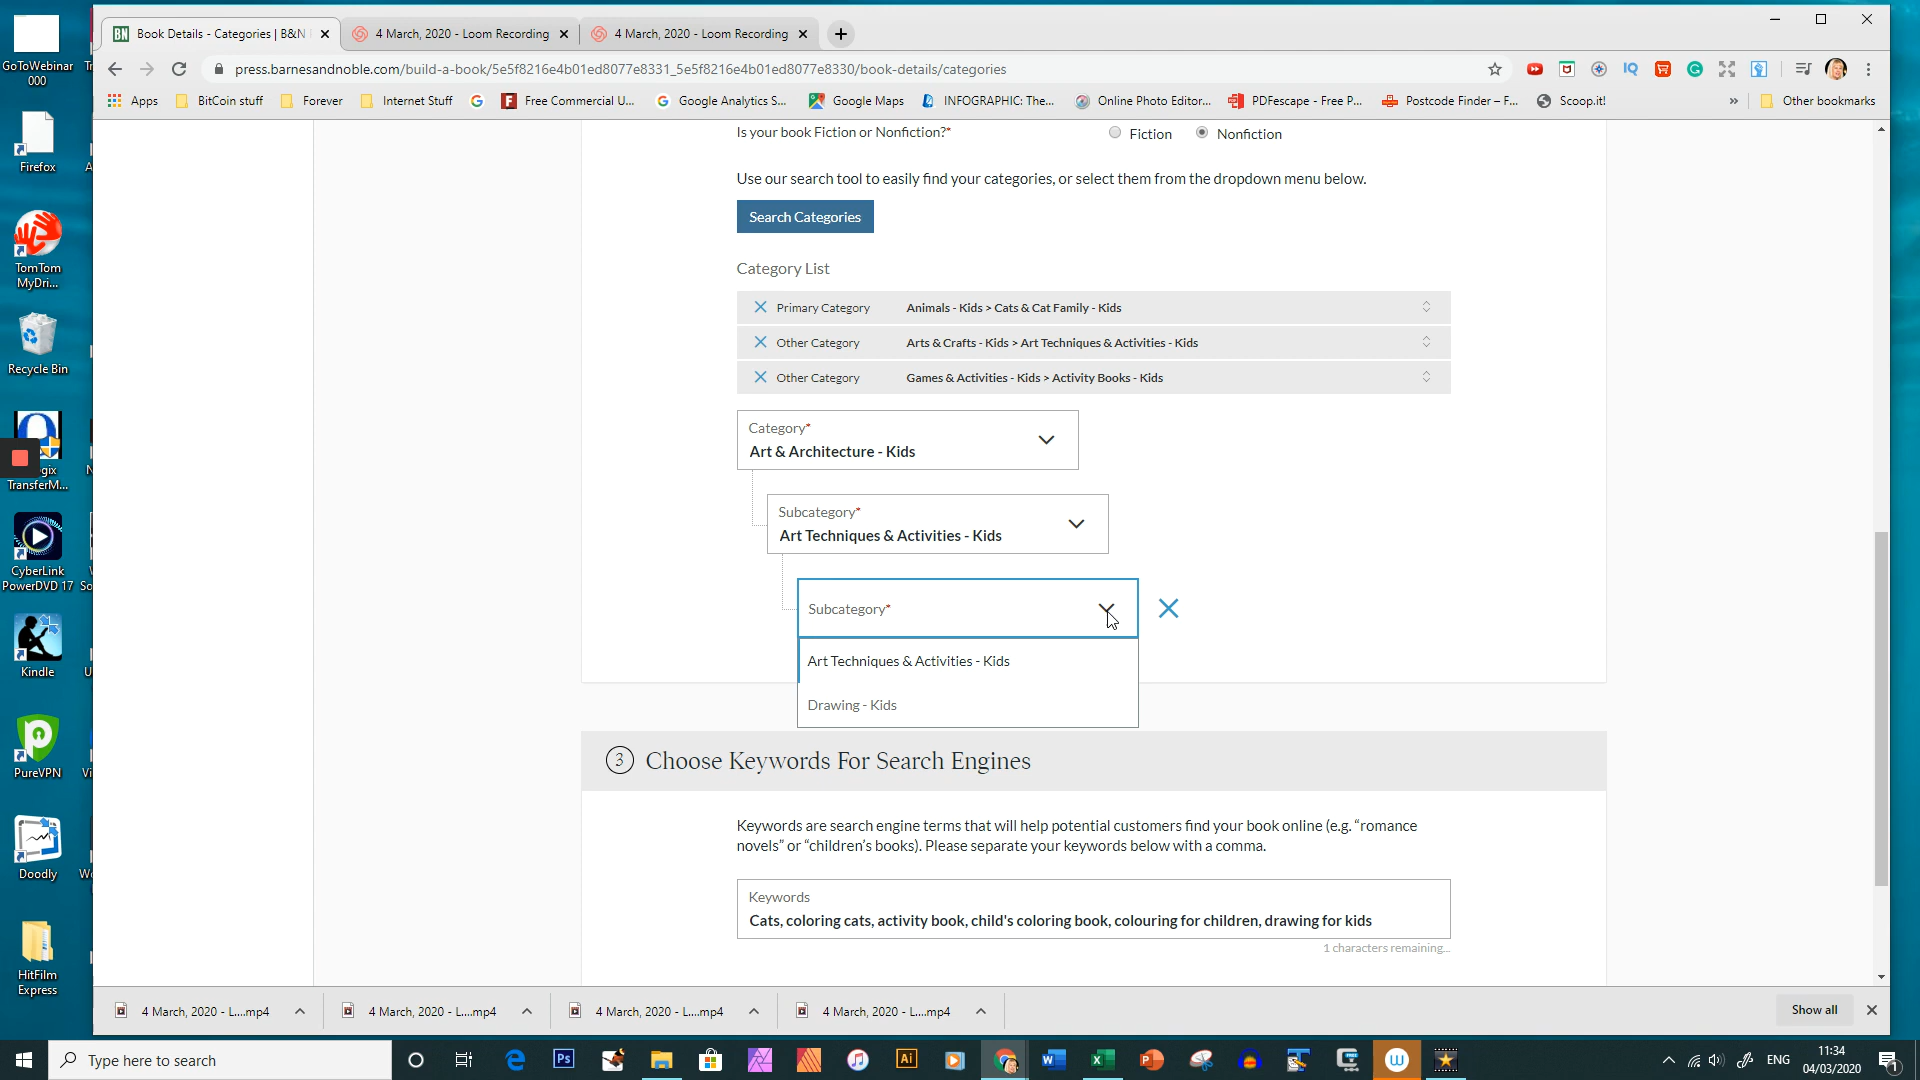 Book Details - Categories | B&N
4 March, 2020 - Loom Recording
4 March, 2020 - Loom Recording
press.barnesandnoble.com/build-a-book/5e5f8216e4b01ed8077e8331_5e5f8216e4b01ed8077e8330/book-details/categories
Apps
BitCoin stuff
Forever
Internet Stuff
Free Commercial U...
Google Analytics S...
Google Maps
INFOGRAPHIC: The...
Online Photo Editor...
PDFescape - Free P...
Postcode Finder – F...
Scoop.it!
»
Other bookmarks
GoToWebinar
000
Firefox
TomTom
MyDri...
Recycle Bin
TransferM...
CyberLink
PowerDVD 17
Kindle
PureVPN
Doodly
HitFilm
Express
Is your book Fiction or Nonfiction?*
Fiction
Nonfiction
Use our search tool to easily find your categories, or select them from the dropdown menu below.
Search Categories
Category List
Primary Category
Animals - Kids > Cats & Cat Family - Kids
Other Category
Arts & Crafts - Kids > Art Techniques & Activities - Kids
Other Category
Games & Activities - Kids > Activity Books - Kids
Category*
Art & Architecture - Kids
Subcategory*
Art Techniques & Activities - Kids
Subcategory*
Art Techniques & Activities - Kids
Drawing - Kids
3 Choose Keywords For Search Engines
Keywords are search engine terms that will help potential customers find your book online (e.g. “romance
novels” or “children’s books). Please separate your keywords below with a comma.
Keywords
Cats, coloring cats, activity book, child's coloring book, colouring for children, drawing for kids
1 characters remaining...
4 March, 2020 - L....mp4
4 March, 2020 - L....mp4
4 March, 2020 - L....mp4
4 March, 2020 - L....mp4
Show all
Type here to search
ENG
11:34
04/03/2020